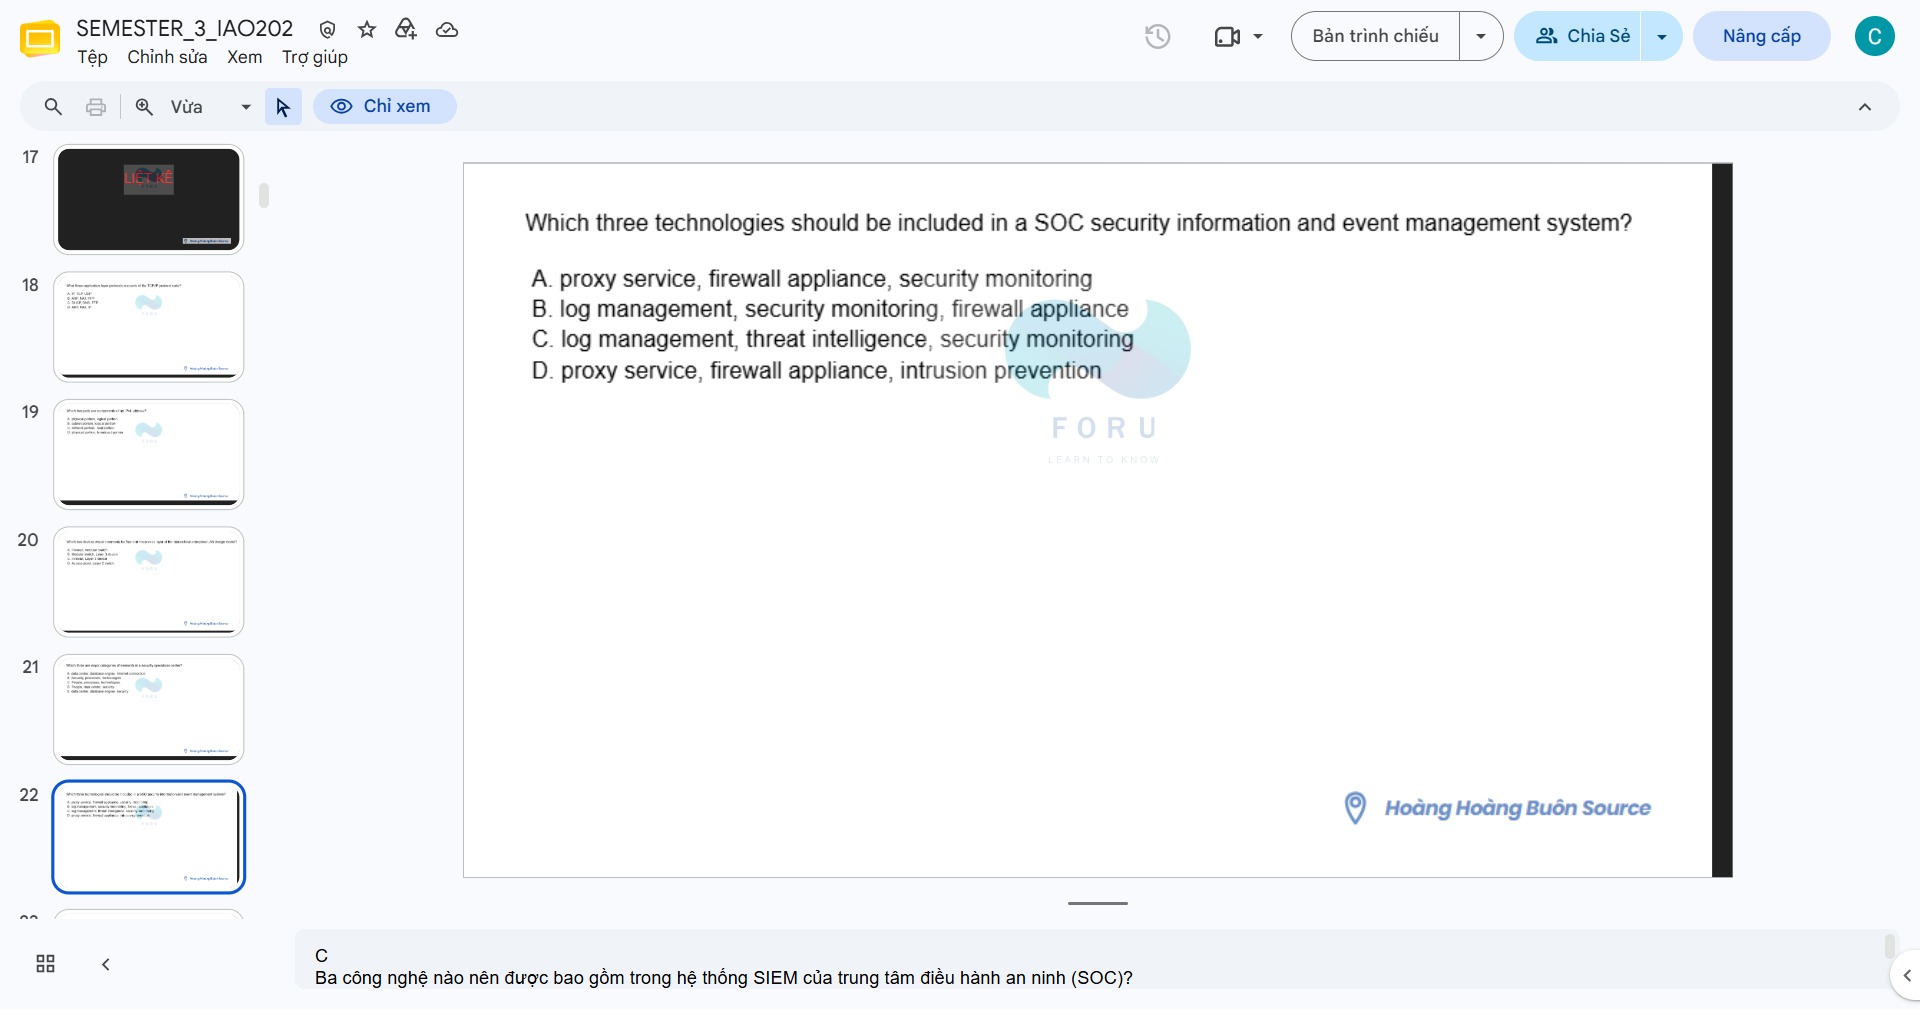 SEMESTER_3_IAO202
Tệp Chỉnh sửa Xem Trợ giúp
Bản trình chiếu
Chia Sẻ
Nâng cấp
C
Vừa
Chỉ xem
17
LIỆT KÊ
18
19
20
21
22
Which three technologies should be included in a SOC security information and event management system?
A. proxy service, firewall appliance, security monitoring
B. log management, security monitoring, firewall appliance
C. log management, threat intelligence, security monitoring
D. proxy service, firewall appliance, intrusion prevention
FORU
LEARN TO KNOW
Hoàng Hoàng Buôn Source
C
Ba công nghệ nào nên được bao gồm trong hệ thống SIEM của trung tâm điều hành an ninh (SOC)?